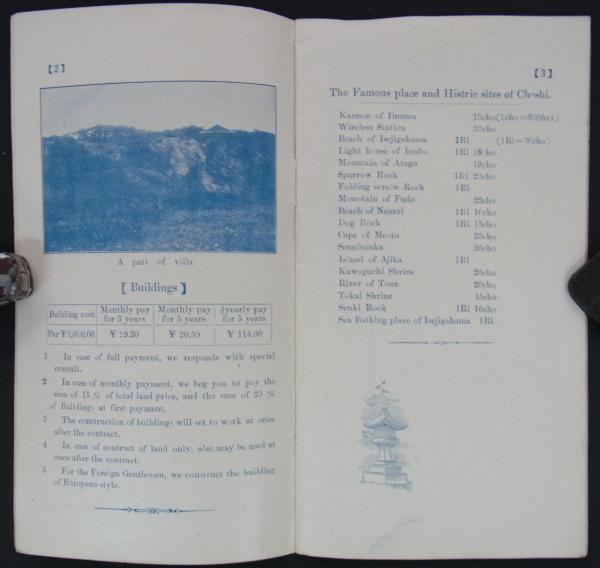 [2]
A part of villa
[ Buildings ]
Building cost Monthly pay for 3 years Monthly pay for 5 years ½yearly pay for 5 years
Per ¥1,000.00 ¥ 29.30 ¥ 20.50 ¥ 114.00
1 In case of full payment, we responds with special
consult.
2 In case of monthly payment, we beg you to pay the
sum of 15 % of total land price, and the sum of 20 %
of Buildings at first payment.
3 The construction of buildings will set to work at once
after the contract.
4 In case of contract of land only, also may be used at
once after the contract.
5 For the Foreign Gentlemen, we construct the building
of European style.
[3]
The Famous place and Histric sites of Choshi.
Kannon of Iinuma 15cho(1cho=360feet)
Wireless Station 33cho
Beach of Isojigahama 1Ri (1Ri=36cho)
Light house of Inubo 1Ri 18cho
Mountain of Atago 19cho
Sparrow Rock 1Ri 20cho
Folding screen Rock 1Ri
Mountain of Fudo 22cho
Beach of Naarai 1Ri 16cho
Dog Rock 1Ri 15cho
Cape of Meoto 33cho
Senninzuka 30cho
Island of Ajika 1Ri
Kawaguchi Shrine 20cho
River of Tone 20cho
Tokai Shrine 15cho
Senki Rock 1Ri 16cho
Sea Bathing place of Isojigahama 1Ri